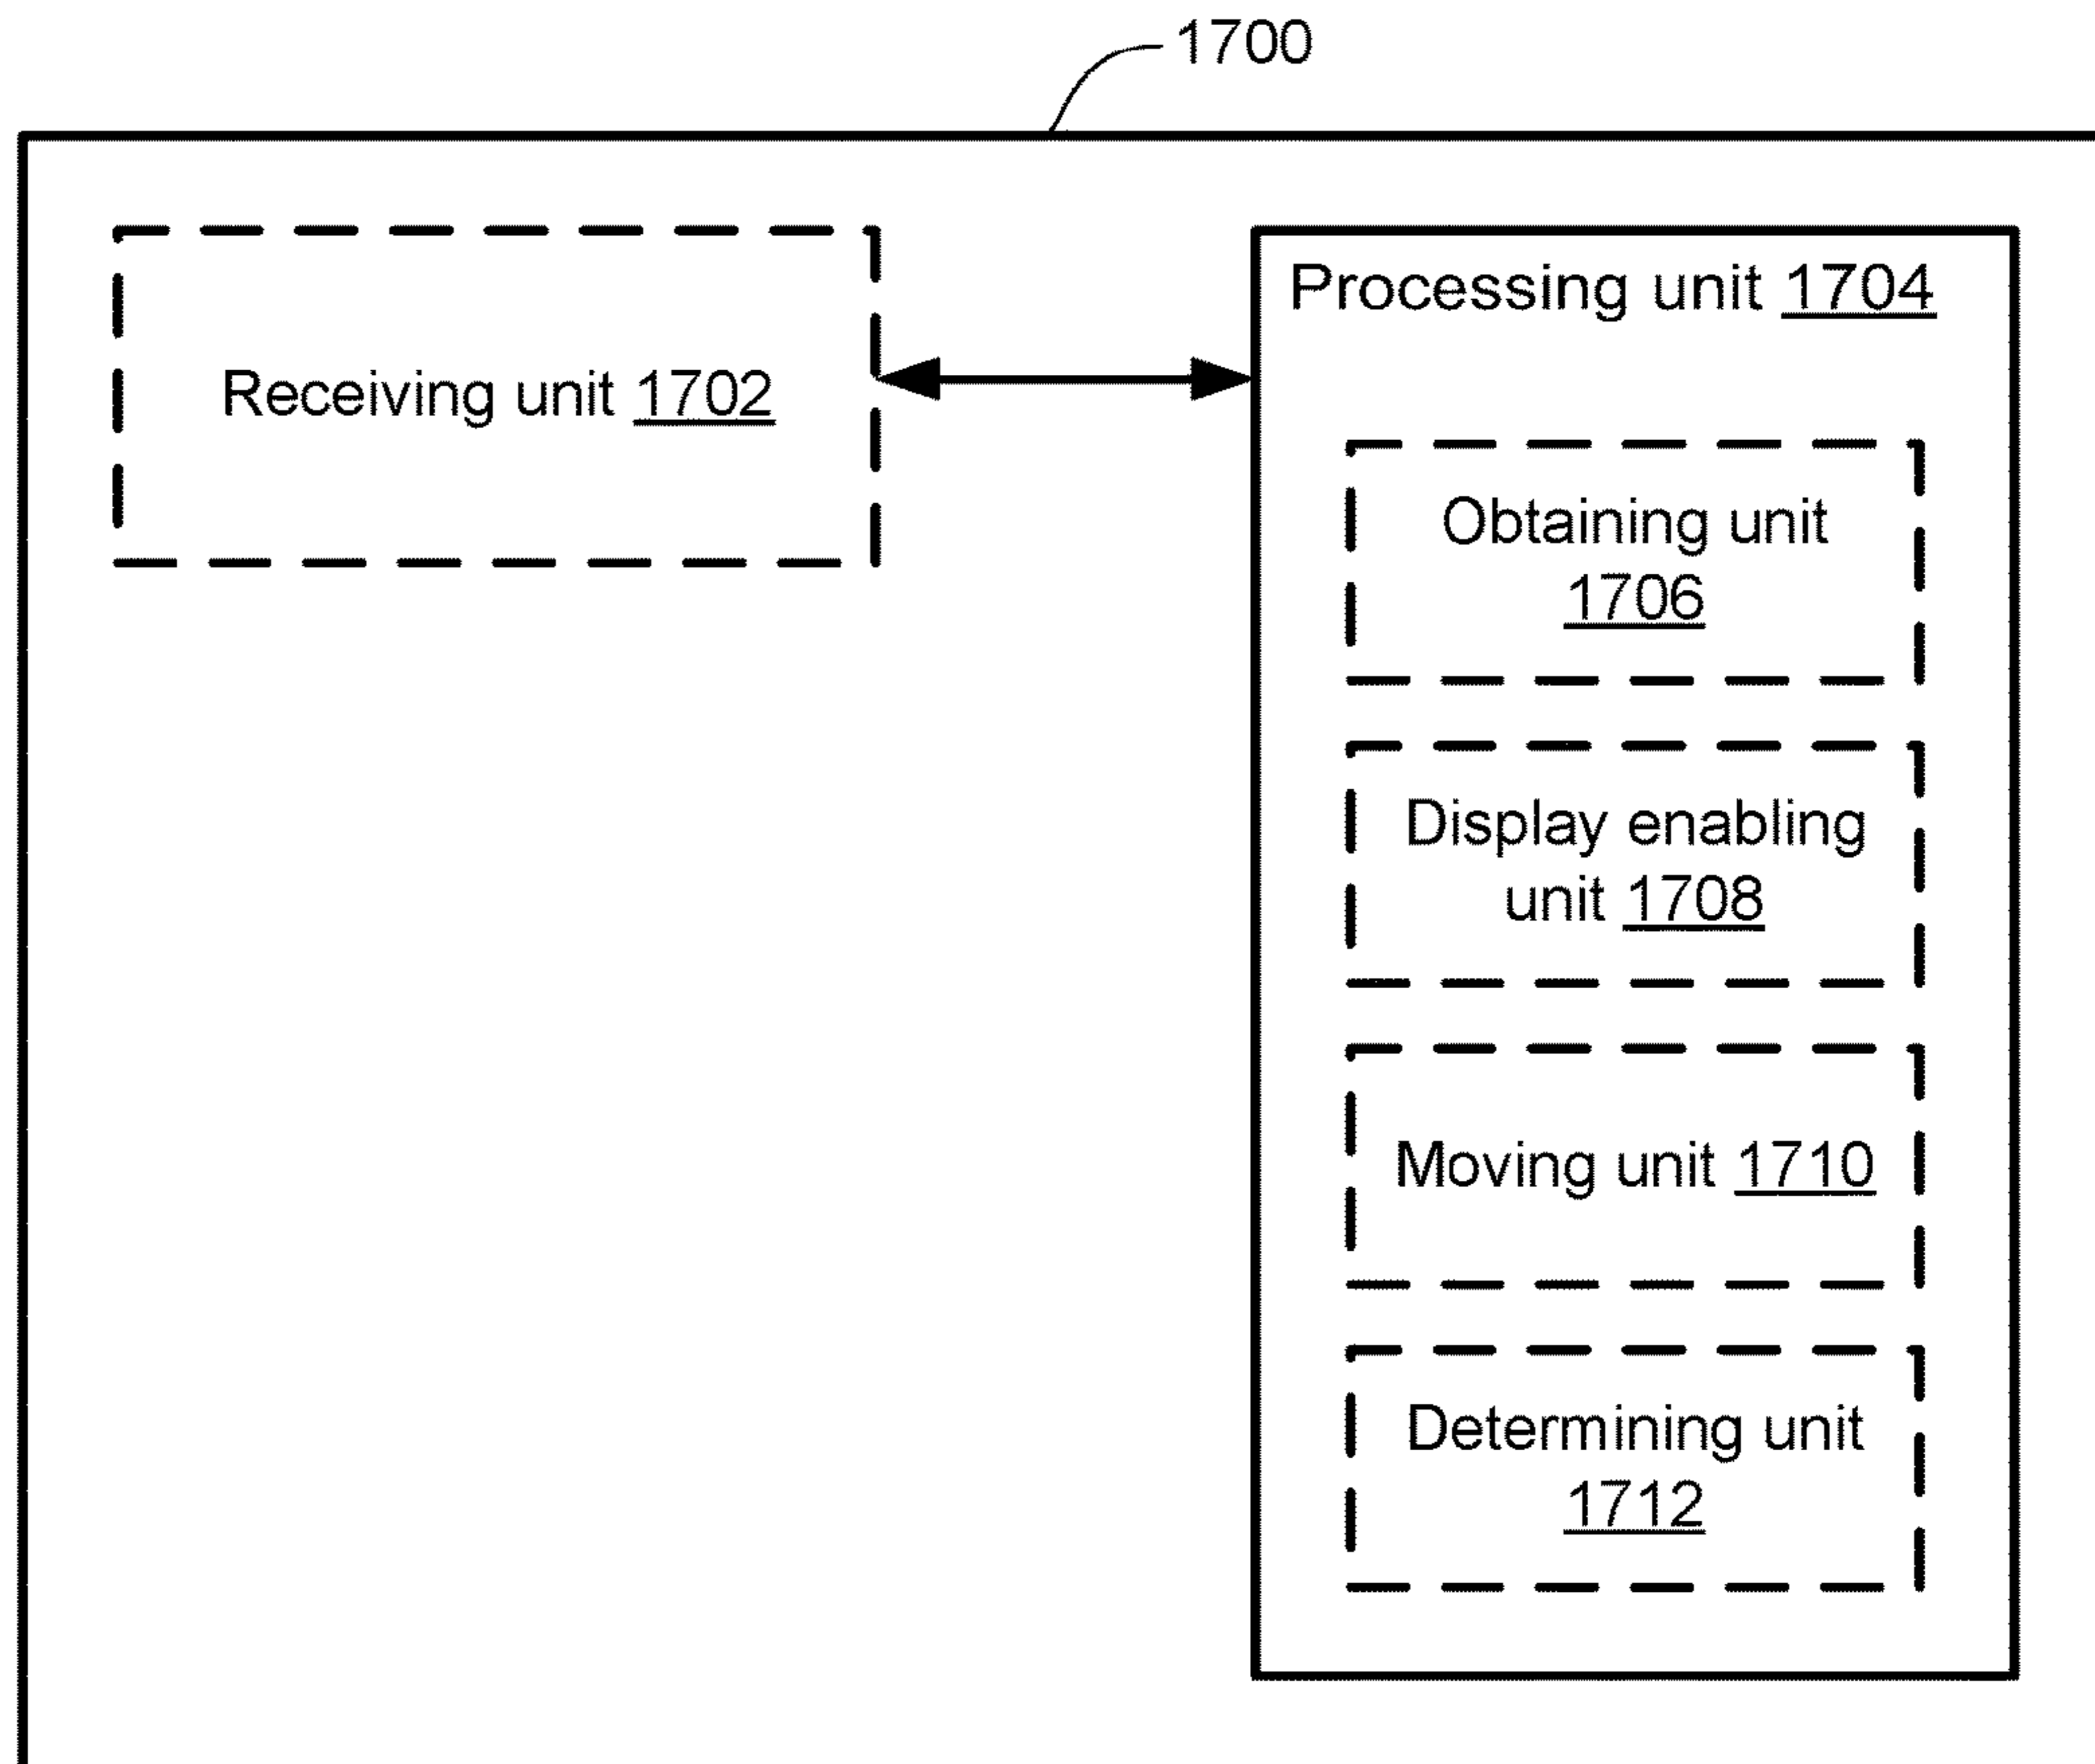 1700
Processing unit 1704
Receiving unit 1702
Obtaining unit
1706
Display enabling
unit 1708
Moving unit 1710
Determining unit
1712